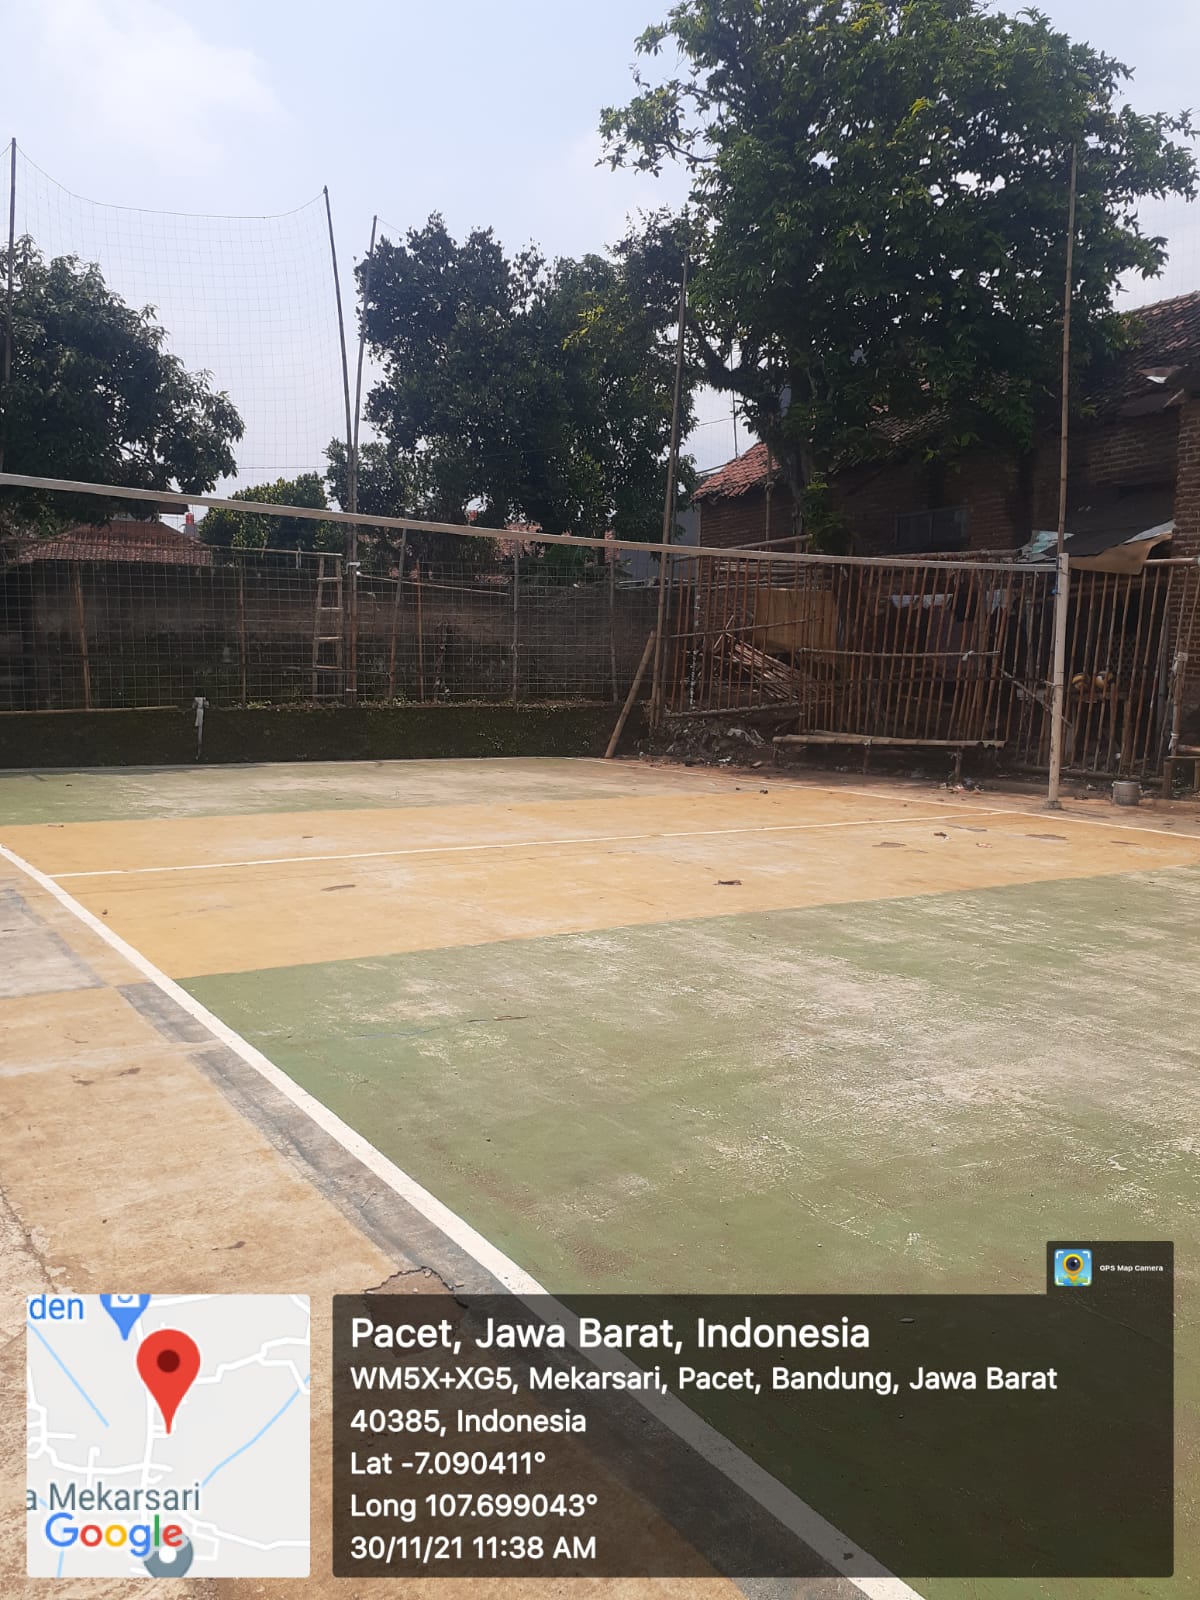 GPS Map Camera
Pacet, Jawa Barat, Indonesia
WM5X+XG5, Mekarsari, Pacet, Bandung, Jawa Barat
40385, Indonesia
Lat -7.090411°
Long 107.699043°
30/11/21 11:38 AM
den
a Mekarsari
Google